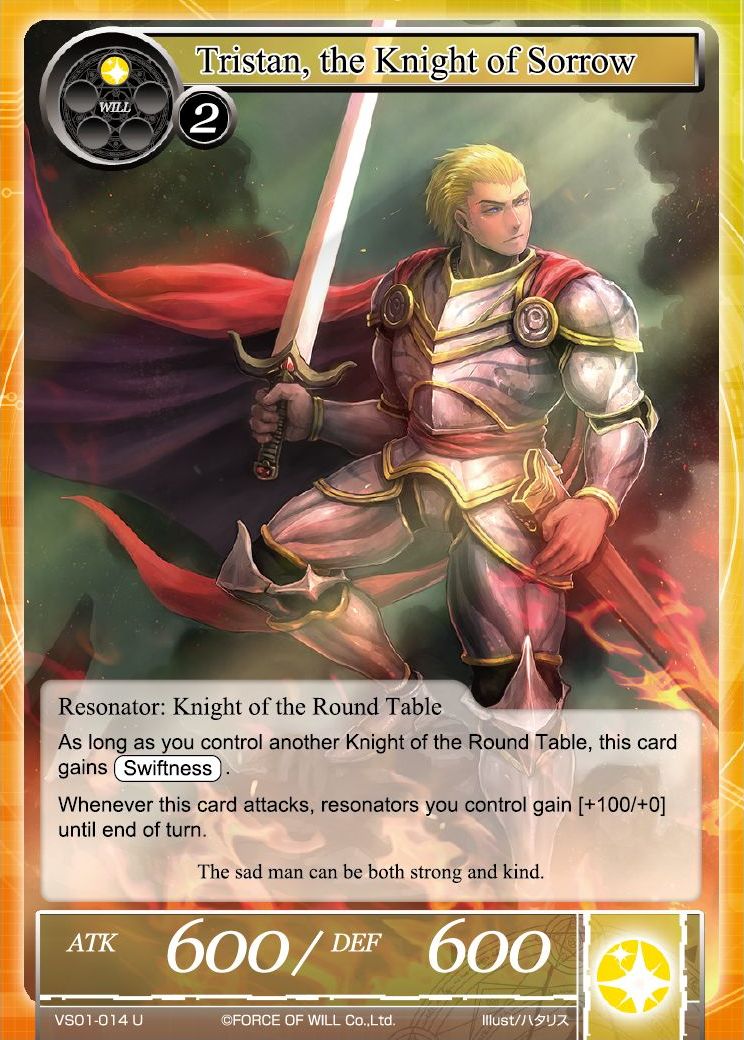 Tristan, the Knight of Sorrow
WILL
2
Resonator: Knight of the Round Table
As long as you control another Knight of the Round Table, this card
gains Swiftness .
Whenever this card attacks, resonators you control gain [+100/+0]
until end of turn.
The sad man can be both strong and kind.
ATK 600/ DEF 600
VS01-014 U ©FORCE OF WILL Co.,Ltd. Illust/ハタリス